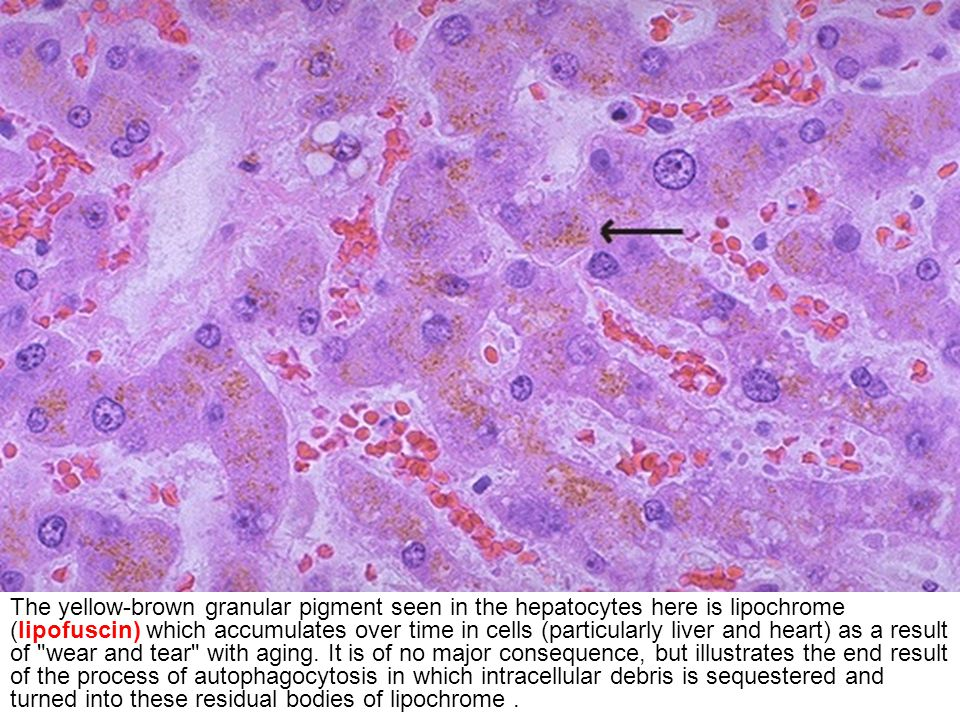 The yellow-brown granular pigment seen in the hepatocytes here is lipochrome
(lipofuscin) which accumulates over time in cells (particularly liver and heart) as a result
of "wear and tear" with aging. It is of no major consequence, but illustrates the end result
of the process of autophagocytosis in which intracellular debris is sequestered and
turned into these residual bodies of lipochrome .